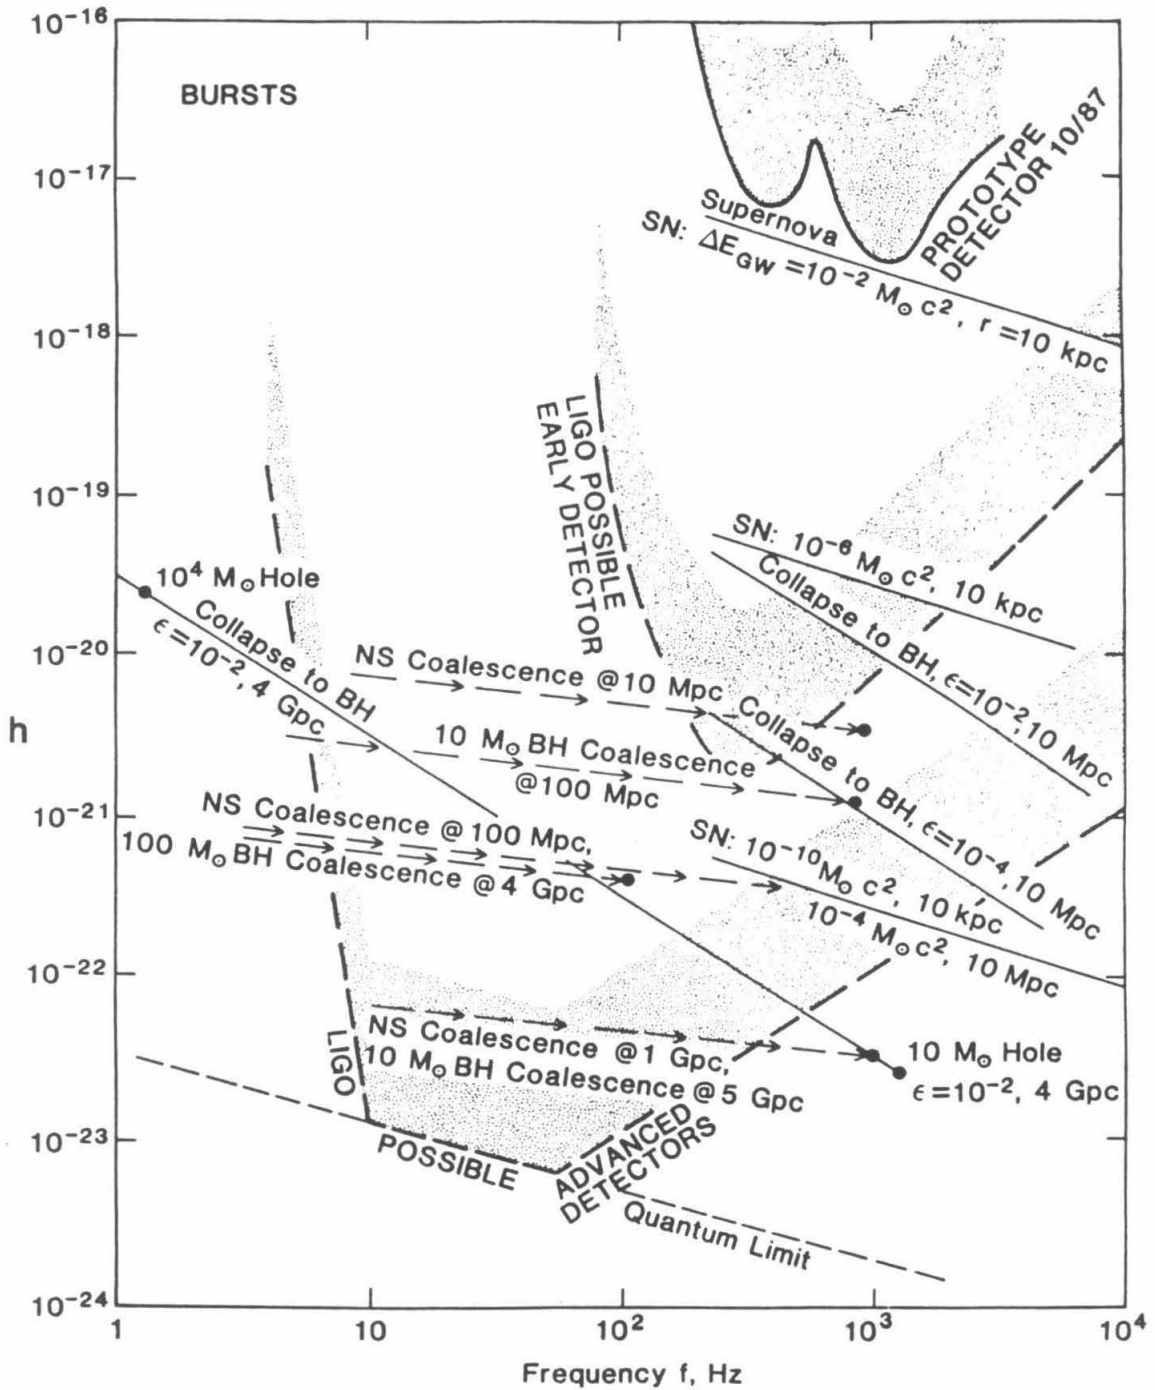 10⁻¹⁶
BURSTS
10⁻¹⁷
PROTOTYPE
DETECTOR 10/87
Supernova
SN: ΔE_GW = 10⁻² M⊙ c², r = 10 kpc
10⁻¹⁸
LIGO POSSIBLE
EARLY DETECTOR
10⁻¹⁹
SN: 10⁻⁶ M⊙ c², 10 kpc
10⁴ M⊙ Hole
Collapse to BH
ϵ = 10⁻², 4 Gpc
Collapse to BH, ϵ=10⁻², 10 Mpc
10⁻²⁰
NS Coalescence @ 10 Mpc
h
10 M⊙ BH Coalescence
@ 100 Mpc
Collapse to BH, ϵ=10⁻⁴, 10 Mpc
10⁻²¹
NS Coalescence @ 100 Mpc,
100 M⊙ BH Coalescence @ 4 Gpc
SN: 10⁻¹⁰ M⊙ c², 10 kpc
10⁻⁴ M⊙ c², 10 Mpc
10⁻²²
LIGO
NS Coalescence @ 1 Gpc,
10 M⊙ BH Coalescence @ 5 Gpc
10 M⊙ Hole
ϵ=10⁻², 4 Gpc
10⁻²³
POSSIBLE
ADVANCED
DETECTORS
Quantum Limit
10⁻²⁴
1 10 10² 10³ 10⁴
Frequency f, Hz